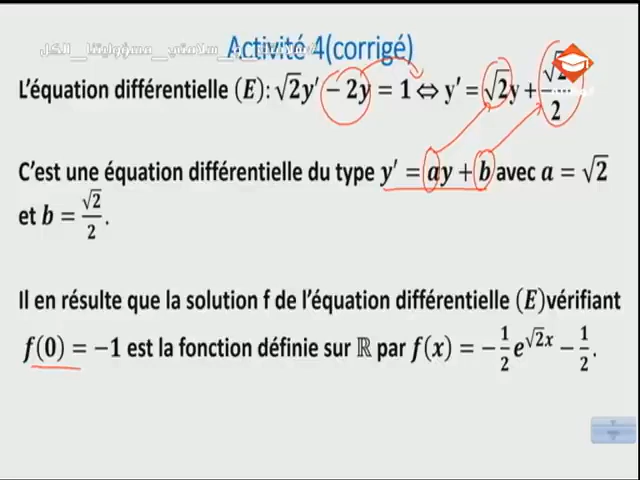 Activité 4(corrigé)
L'équation différentielle (E): √2y′ − 2y = 1 ⇔ y′ = √2y + √2/2
C'est une équation différentielle du type y′ = ay + b avec a = √2
et b = √2/2.
Il en résulte que la solution f de l'équation différentielle (E)vérifiant
f(0) = −1 est la fonction définie sur ℝ par f(x) = −1/2 e^{√2x} − 1/2.